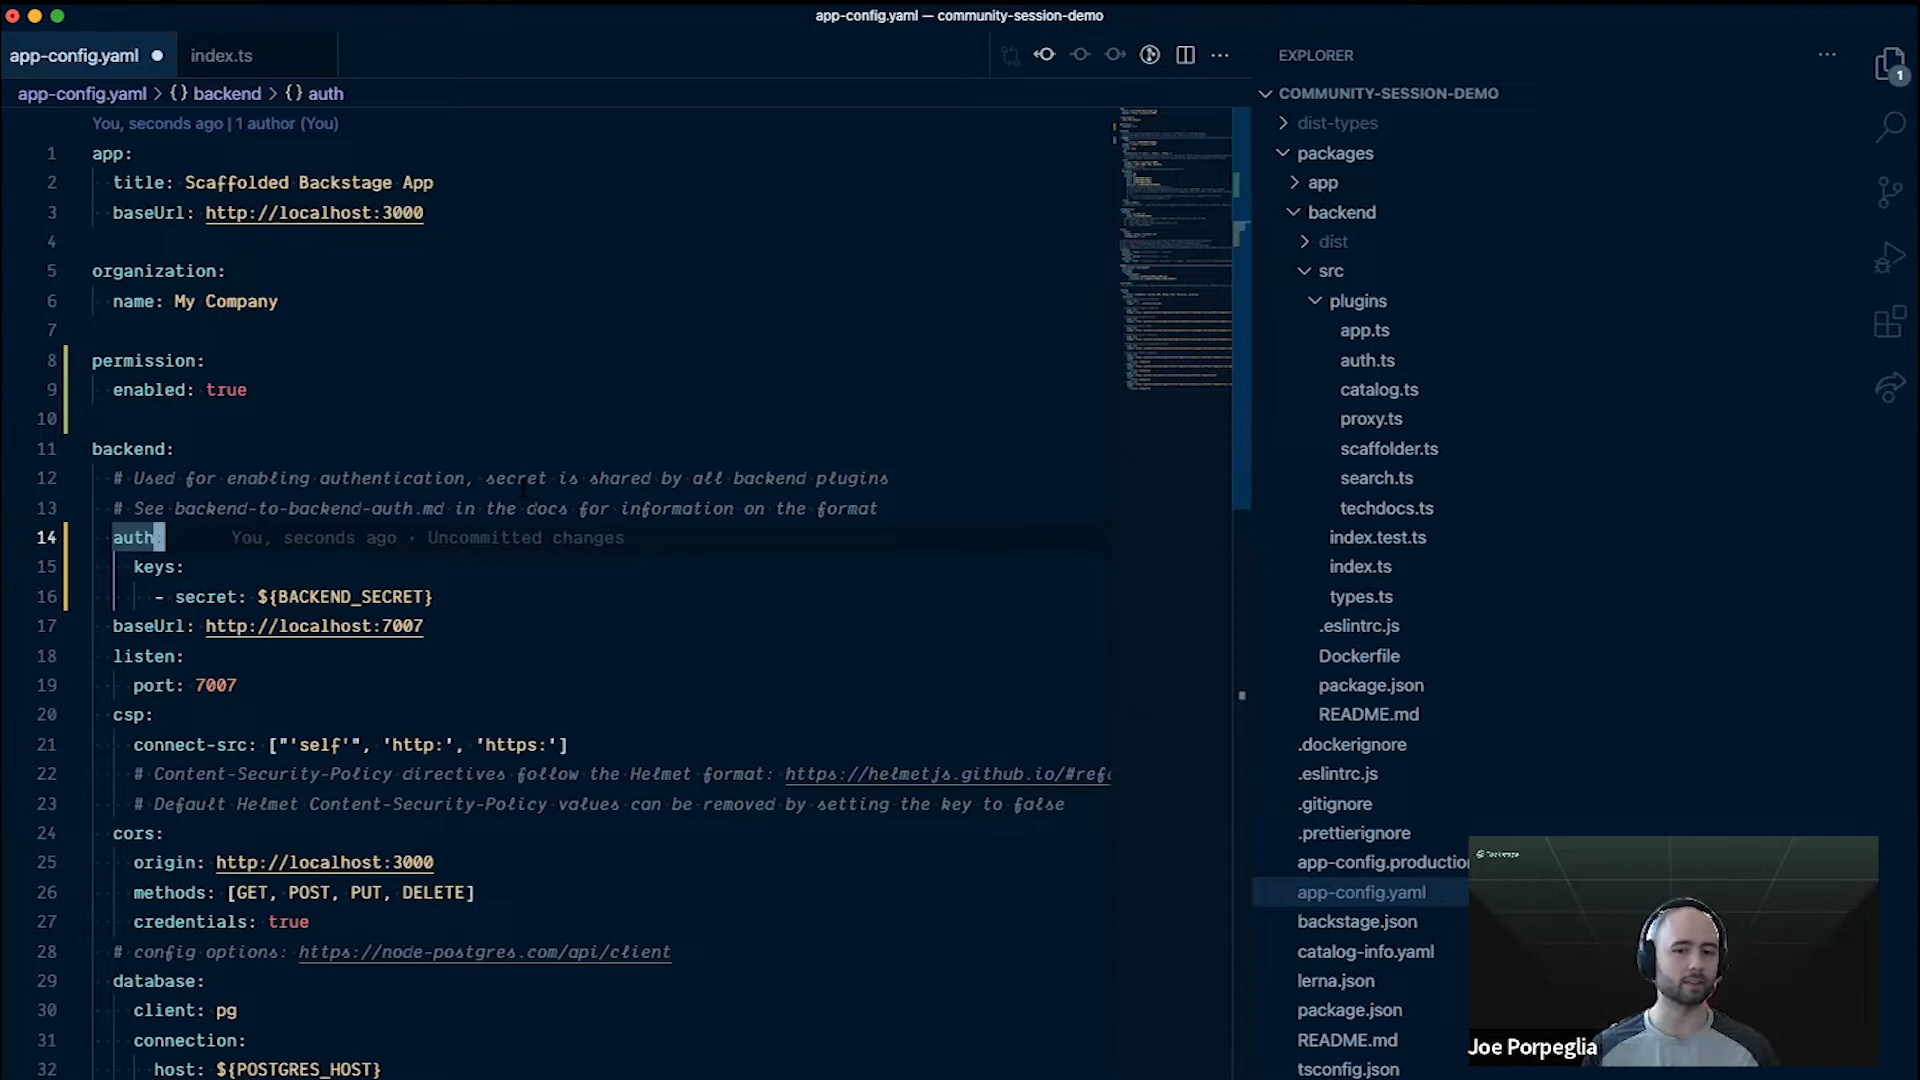 app-config.yaml — community-session-demo
app-config.yaml
index.ts
app-config.yaml > {} backend > {} auth
You, seconds ago | 1 author (You)
1 app:
2 title: Scaffolded Backstage App
3 baseUrl: http://localhost:3000
4
5 organization:
6 name: My Company
7
8 permission:
9 enabled: true
10
11 backend:
12 # Used for enabling authentication, secret is shared by all backend plugins
13 # See backend-to-backend-auth.md in the docs for information on the format
14 auth: You, seconds ago • Uncommitted changes
15 keys:
16 - secret: ${BACKEND_SECRET}
17 baseUrl: http://localhost:7007
18 listen:
19 port: 7007
20 csp:
21 connect-src: ["'self'", 'http:', 'https:']
22 # Content-Security-Policy directives follow the Helmet format: https://helmetjs.github.io/#refe
23 # Default Helmet Content-Security-Policy values can be removed by setting the key to false
24 cors:
25 origin: http://localhost:3000
26 methods: [GET, POST, PUT, DELETE]
27 credentials: true
28 # config options: https://node-postgres.com/api/client
29 database:
30 client: pg
31 connection:
32 host: ${POSTGRES_HOST}
EXPLORER
COMMUNITY-SESSION-DEMO
dist-types
packages
app
backend
dist
src
plugins
app.ts
auth.ts
catalog.ts
proxy.ts
scaffolder.ts
search.ts
techdocs.ts
index.test.ts
index.ts
types.ts
.eslintrc.js
Dockerfile
package.json
README.md
.dockerignore
.eslintrc.js
.gitignore
.prettierignore
app-config.production
app-config.yaml
backstage.json
catalog-info.yaml
lerna.json
package.json
README.md
tsconfig.json
1
Joe Porpeglia